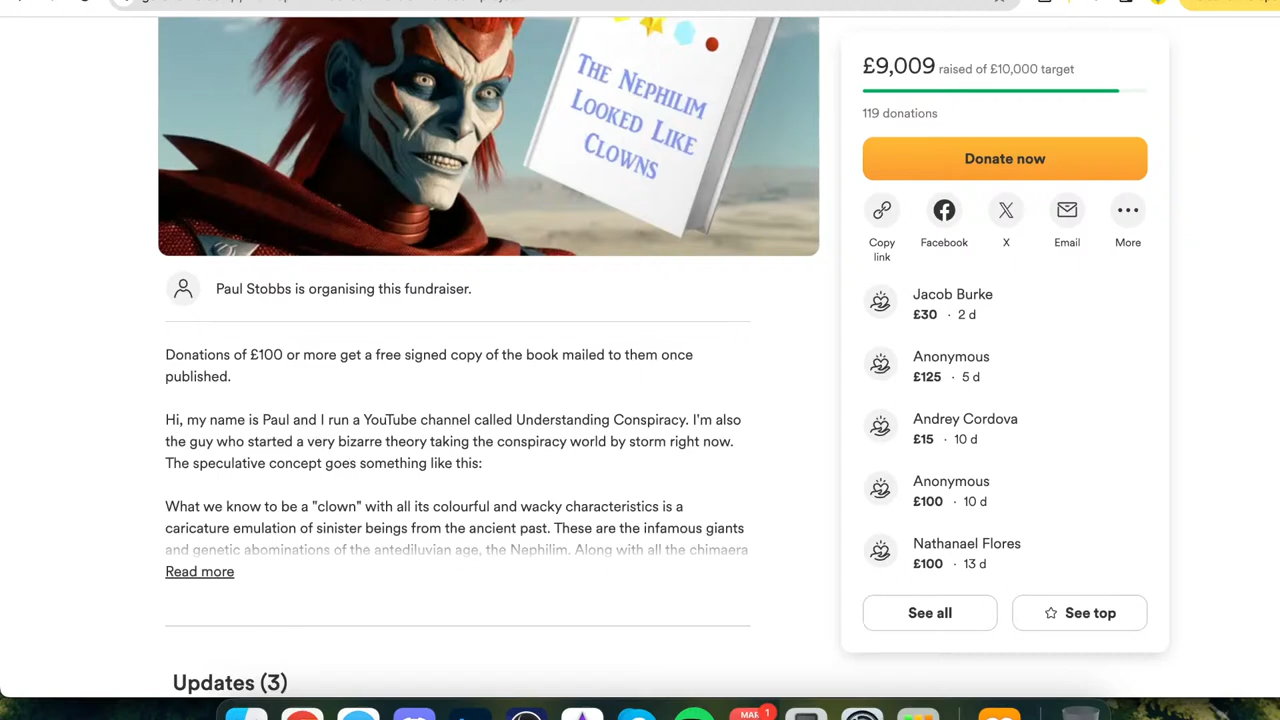 THE NEPHILIM
LOOKED LIKE
CLOWNS
£9,009 raised of £10,000 target
119 donations
Donate now
Copy link
Facebook
X
Email
More
Paul Stobbs is organising this fundraiser.
Donations of £100 or more get a free signed copy of the book mailed to them once
published.
Hi, my name is Paul and I run a YouTube channel called Understanding Conspiracy. I'm also
the guy who started a very bizarre theory taking the conspiracy world by storm right now.
The speculative concept goes something like this:
What we know to be a "clown" with all its colourful and wacky characteristics is a
caricature emulation of sinister beings from the ancient past. These are the infamous giants
and genetic abominations of the antediluvian age, the Nephilim. Along with all the chimaera
Read more
Jacob Burke
£30 · 2 d
Anonymous
£125 · 5 d
Andrey Cordova
£15 · 10 d
Anonymous
£100 · 10 d
Nathanael Flores
£100 · 13 d
See all
See top
Updates (3)
MAR 1